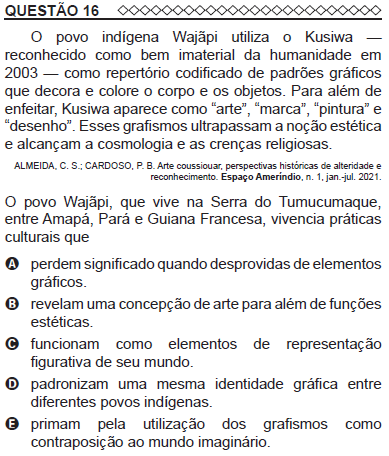 QUESTÃO 16
O povo indígena Wajãpi utiliza o Kusiwa —
reconhecido como bem imaterial da humanidade em
2003 — como repertório codificado de padrões gráficos
que decora e colore o corpo e os objetos. Para além de
enfeitar, Kusiwa aparece como “arte”, “marca”, “pintura” e
“desenho”. Esses grafismos ultrapassam a noção estética
e alcançam a cosmologia e as crenças religiosas.
ALMEIDA, C. S.; CARDOSO, P. B. Arte coussiouar, perspectivas históricas de alteridade e
reconhecimento. Espaço Ameríndio, n. 1, jan.-jul. 2021.
O povo Wajãpi, que vive na Serra do Tumucumaque,
entre Amapá, Pará e Guiana Francesa, vivencia práticas
culturais que
A perdem significado quando desprovidas de elementos
gráficos.
B revelam uma concepção de arte para além de funções
estéticas.
C funcionam como elementos de representação
figurativa de seu mundo.
D padronizam uma mesma identidade gráfica entre
diferentes povos indígenas.
E primam pela utilização dos grafismos como
contraposição ao mundo imaginário.